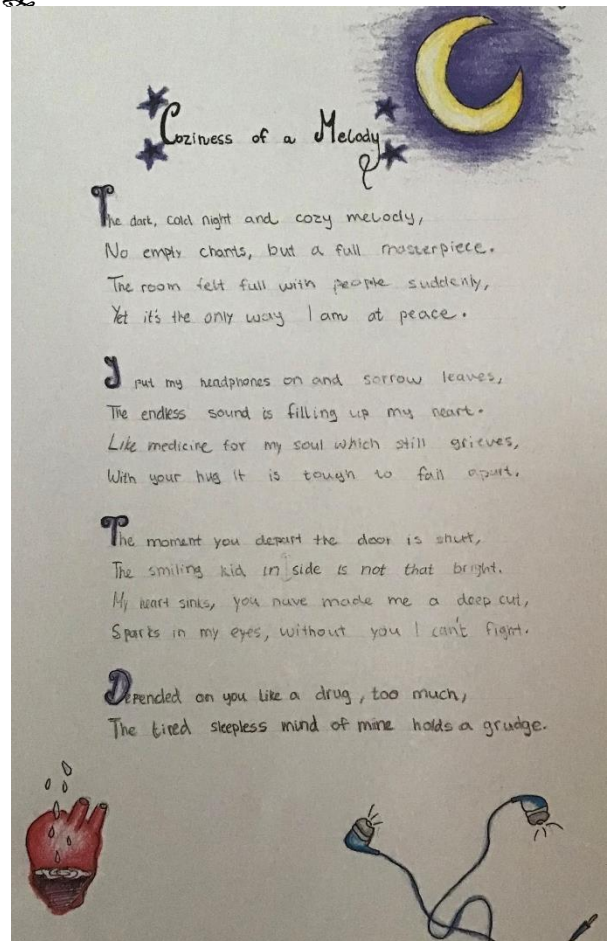 Coziness of a Melody
The dark, cold night and cozy melody,
No empty chants, but a full masterpiece.
The room felt full with people suddenly,
Yet it's the only way I am at peace.
I put my headphones on and sorrow leaves,
The endless sound is filling up my heart.
Like medicine for my soul which still grieves,
With your hug it is tough to fall apart.
The moment you depart the door is shut,
The smiling kid inside is not that bright.
My heart sinks, you have made me a deep cut,
Sparks in my eyes, without you I can't fight.
Depended on you like a drug, too much,
The tired sleepless mind of mine holds a grudge.